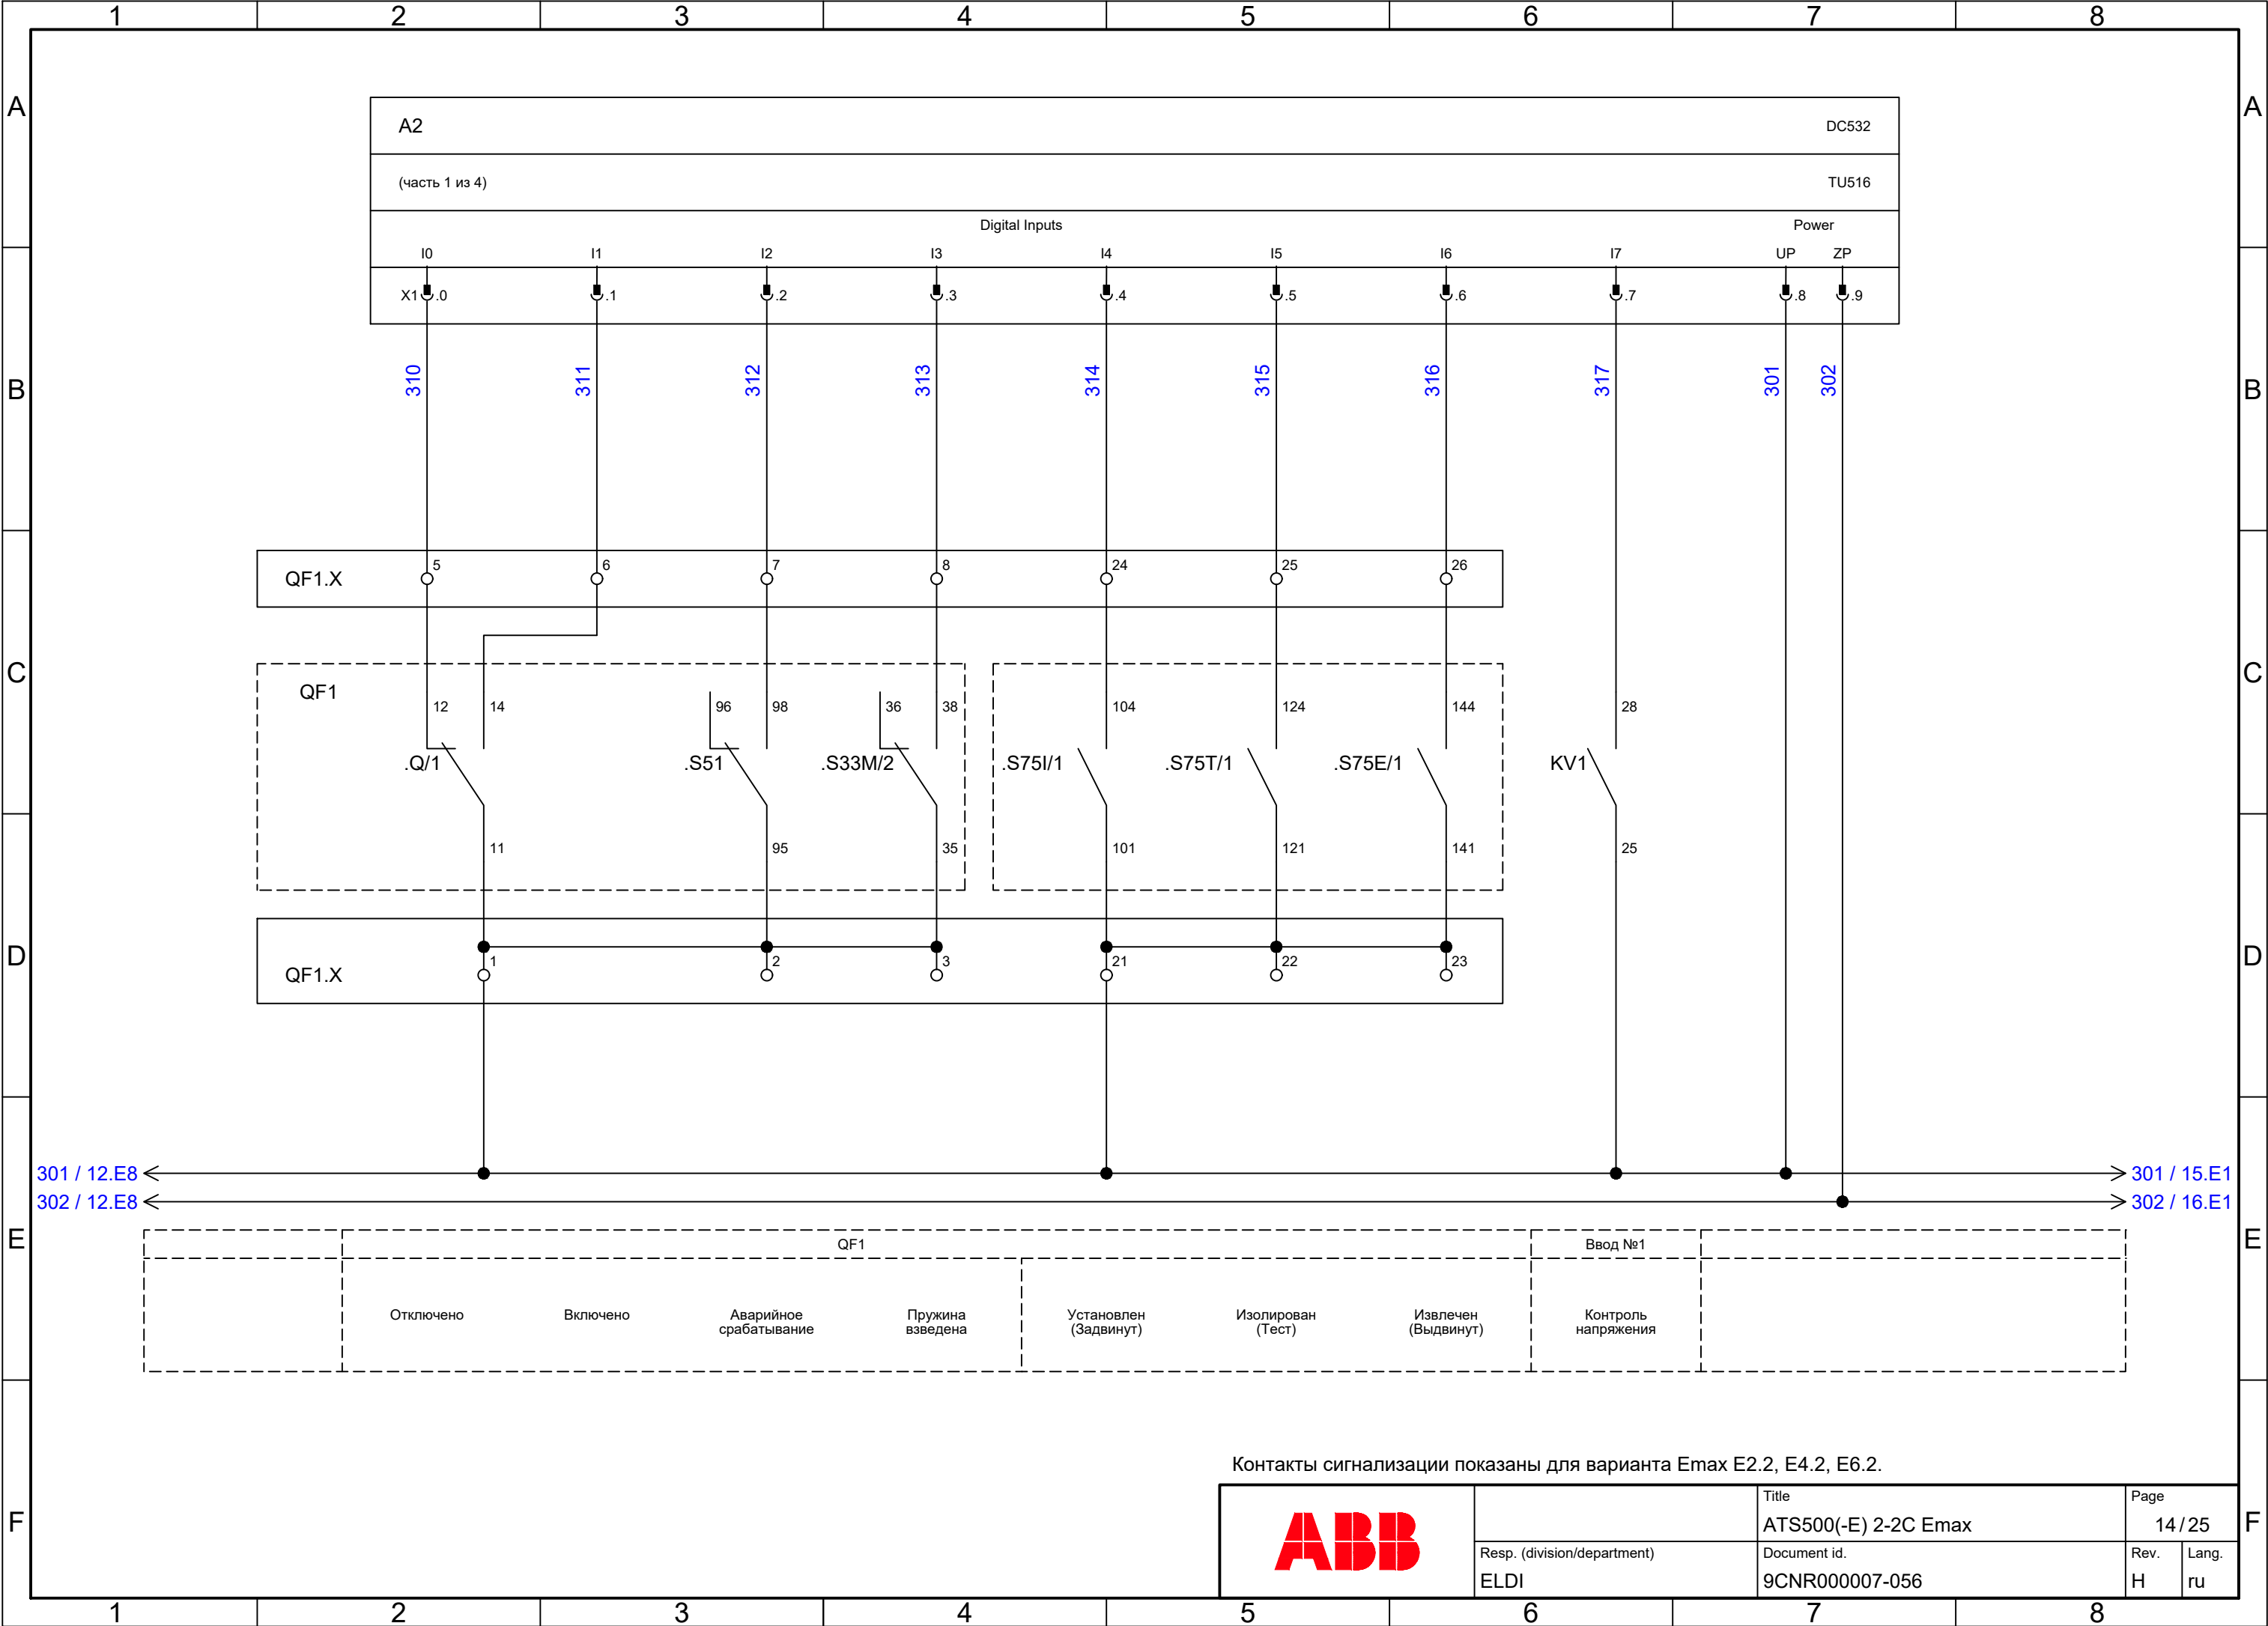 1 2 3 4 5 6 7 8
A A
A2 DC532
(часть 1 из 4) TU516
Digital Inputs Power
I0 I1 I2 I3 I4 I5 I6 I7 UP ZP
X1 .0 .1 .2 .3 .4 .5 .6 .7 .8 .9
B 310 311 312 313 314 315 316 317 301 302 B
QF1.X 5 6 7 8 24 25 26
C C
QF1
12 14 96 98 36 38 104 124 144 28
.Q/1 .S51 .S33M/2 .S75I/1 .S75T/1 .S75E/1 KV1
11 95 35 101 121 141 25
D D
QF1.X 1 2 3 21 22 23
301 / 12.E8 301 / 15.E1
302 / 12.E8 302 / 16.E1
E E
QF1 Ввод №1
Отключено Включено Аварийное Пружина Установлен Изолирован Извлечен Контроль
срабатывание взведена (Задвинут) (Тест) (Выдвинут) напряжения
Контакты сигнализации показаны для варианта Emax E2.2, E4.2, E6.2.
F F
ABB
Title Page
ATS500(-E) 2-2C Emax 14/25
Resp. (division/department) Document id. Rev. Lang.
ELDI 9CNR000007-056 H ru
1 2 3 4 5 6 7 8